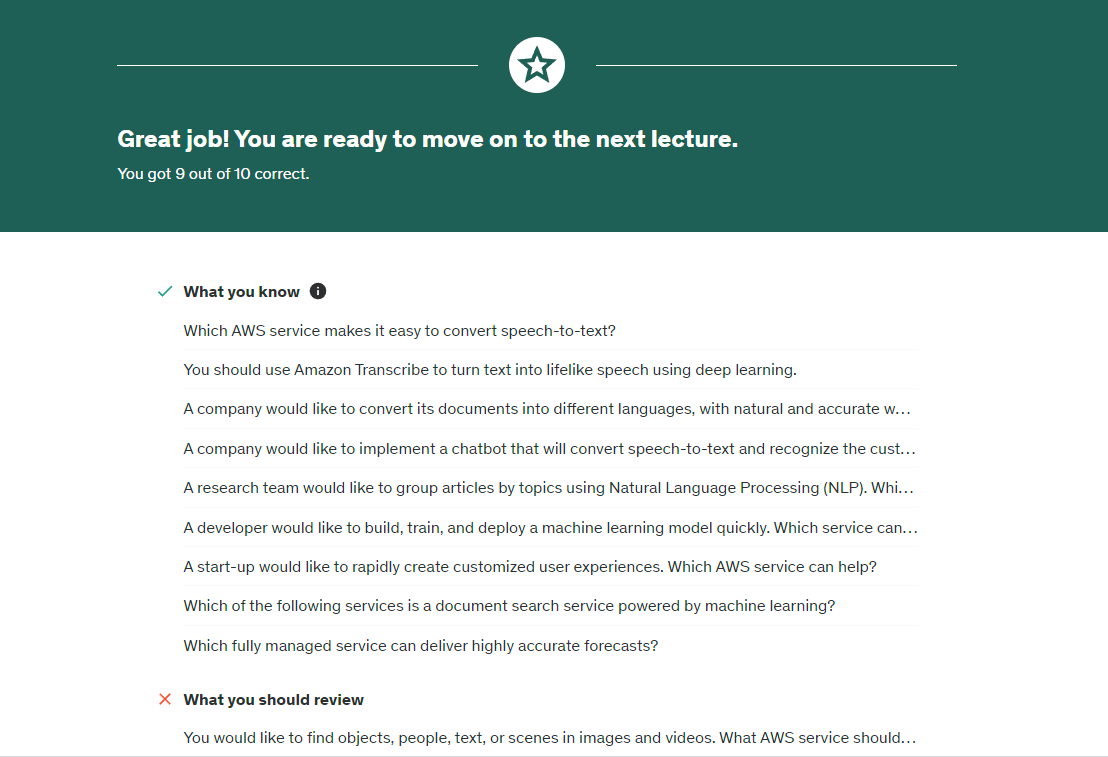 Great job! You are ready to move on to the next lecture.
You got 9 out of 10 correct.
What you know
Which AWS service makes it easy to convert speech-to-text?
You should use Amazon Transcribe to turn text into lifelike speech using deep learning.
A company would like to convert its documents into different languages, with natural and accurate w...
A company would like to implement a chatbot that will convert speech-to-text and recognize the cust...
A research team would like to group articles by topics using Natural Language Processing (NLP). Whi...
A developer would like to build, train, and deploy a machine learning model quickly. Which service can...
A start-up would like to rapidly create customized user experiences. Which AWS service can help?
Which of the following services is a document search service powered by machine learning?
Which fully managed service can deliver highly accurate forecasts?
What you should review
You would like to find objects, people, text, or scenes in images and videos. What AWS service should...